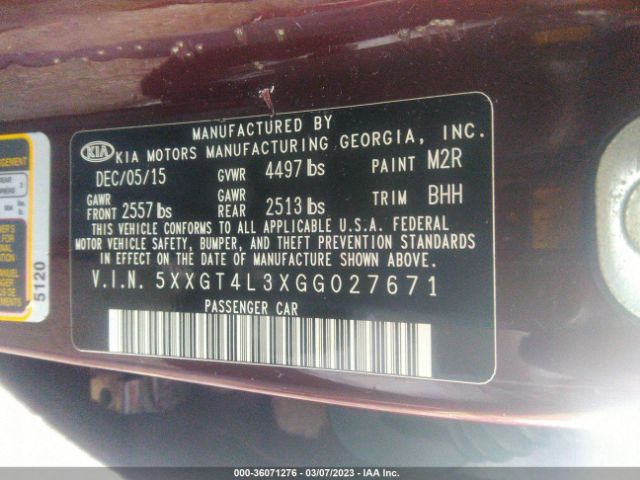 MANUFACTURED BY
KIA KIA MOTORS MANUFACTURING GEORGIA, INC.
DEC/05/15 GVWR 4497 lbs PAINT M2R
GAWR FRONT 2557 lbs GAWR REAR 2513 lbs TRIM BHH
THIS VEHICLE CONFORMS TO ALL APPLICABLE U.S.A. FEDERAL
MOTOR VEHICLE SAFETY, BUMPER, AND THEFT PREVENTION STANDARDS
IN EFFECT ON THE DATE OF MANUFACTURE SHOWN ABOVE.
V.I.N. 5XXGT4L3XGG027671
PASSENGER CAR
5120
000-36071276 - 03/07/2023 - IAA Inc.